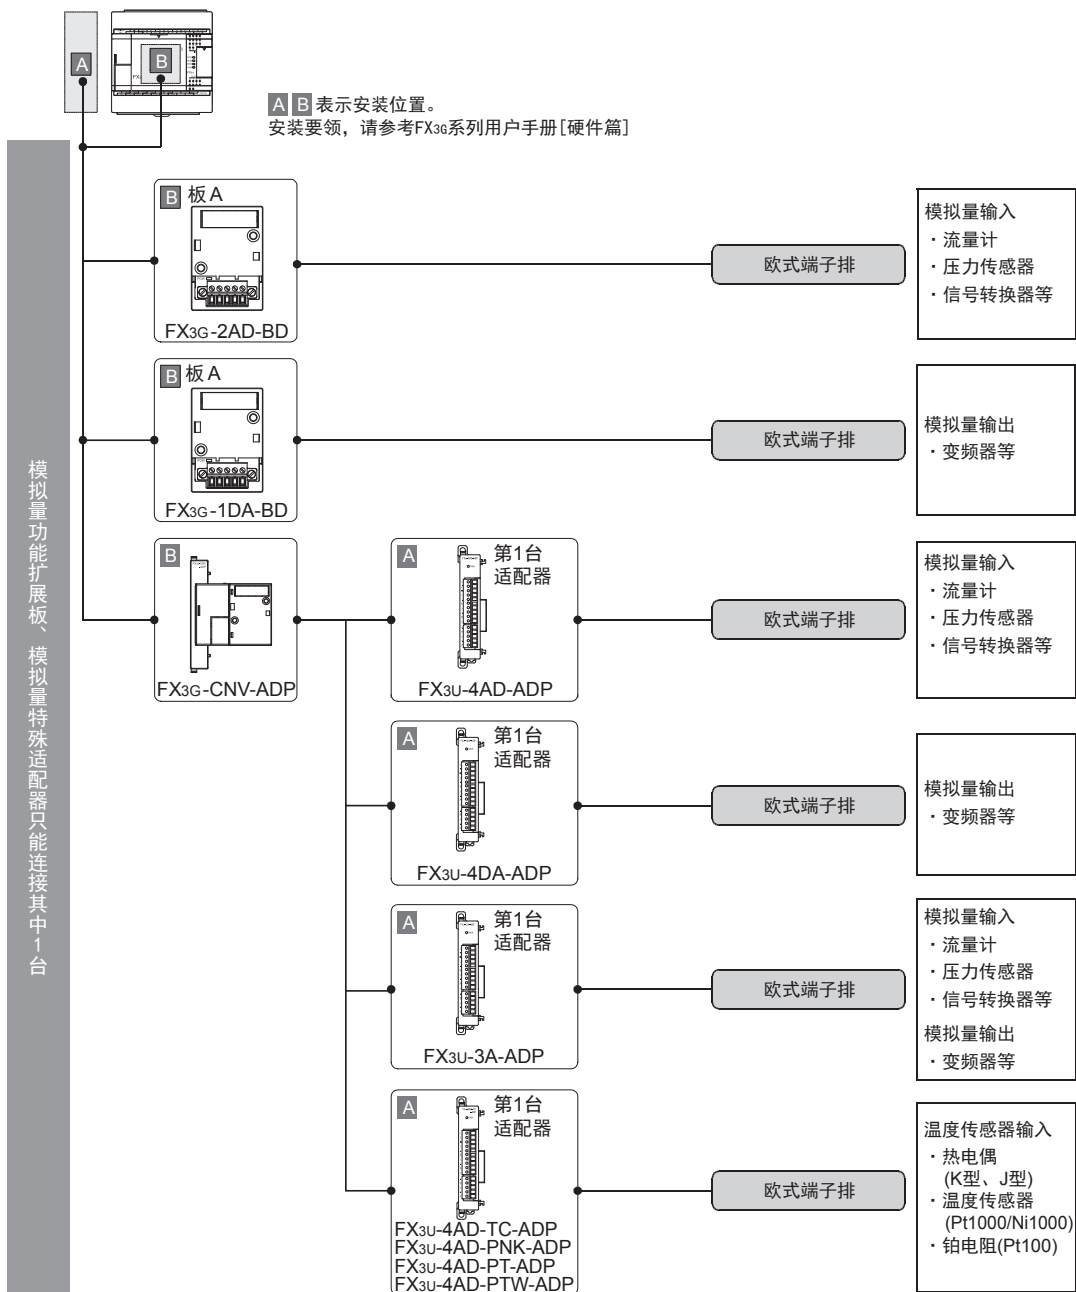 A
B
A B 表示安装位置。
安装要领，请参考FX3G系列用户手册[硬件篇]
模拟量功能扩展板、模拟量特殊适配器只能连接其中1台
B 板A
FX3G-2AD-BD
欧式端子排
模拟量输入
・流量计
・压力传感器
・信号转换器等
B 板A
FX3G-1DA-BD
欧式端子排
模拟量输出
・变频器等
B
FX3G-CNV-ADP
A 第1台
适配器
FX3U-4AD-ADP
欧式端子排
模拟量输入
・流量计
・压力传感器
・信号转换器等
A 第1台
适配器
FX3U-4DA-ADP
欧式端子排
模拟量输出
・变频器等
A 第1台
适配器
FX3U-3A-ADP
欧式端子排
模拟量输入
・流量计
・压力传感器
・信号转换器等
模拟量输出
・变频器等
A 第1台
适配器
FX3U-4AD-TC-ADP
FX3U-4AD-PNK-ADP
FX3U-4AD-PT-ADP
FX3U-4AD-PTW-ADP
欧式端子排
温度传感器输入
・热电偶
(K型、J型)
・温度传感器
(Pt1000/Ni1000)
・铂电阻(Pt100)